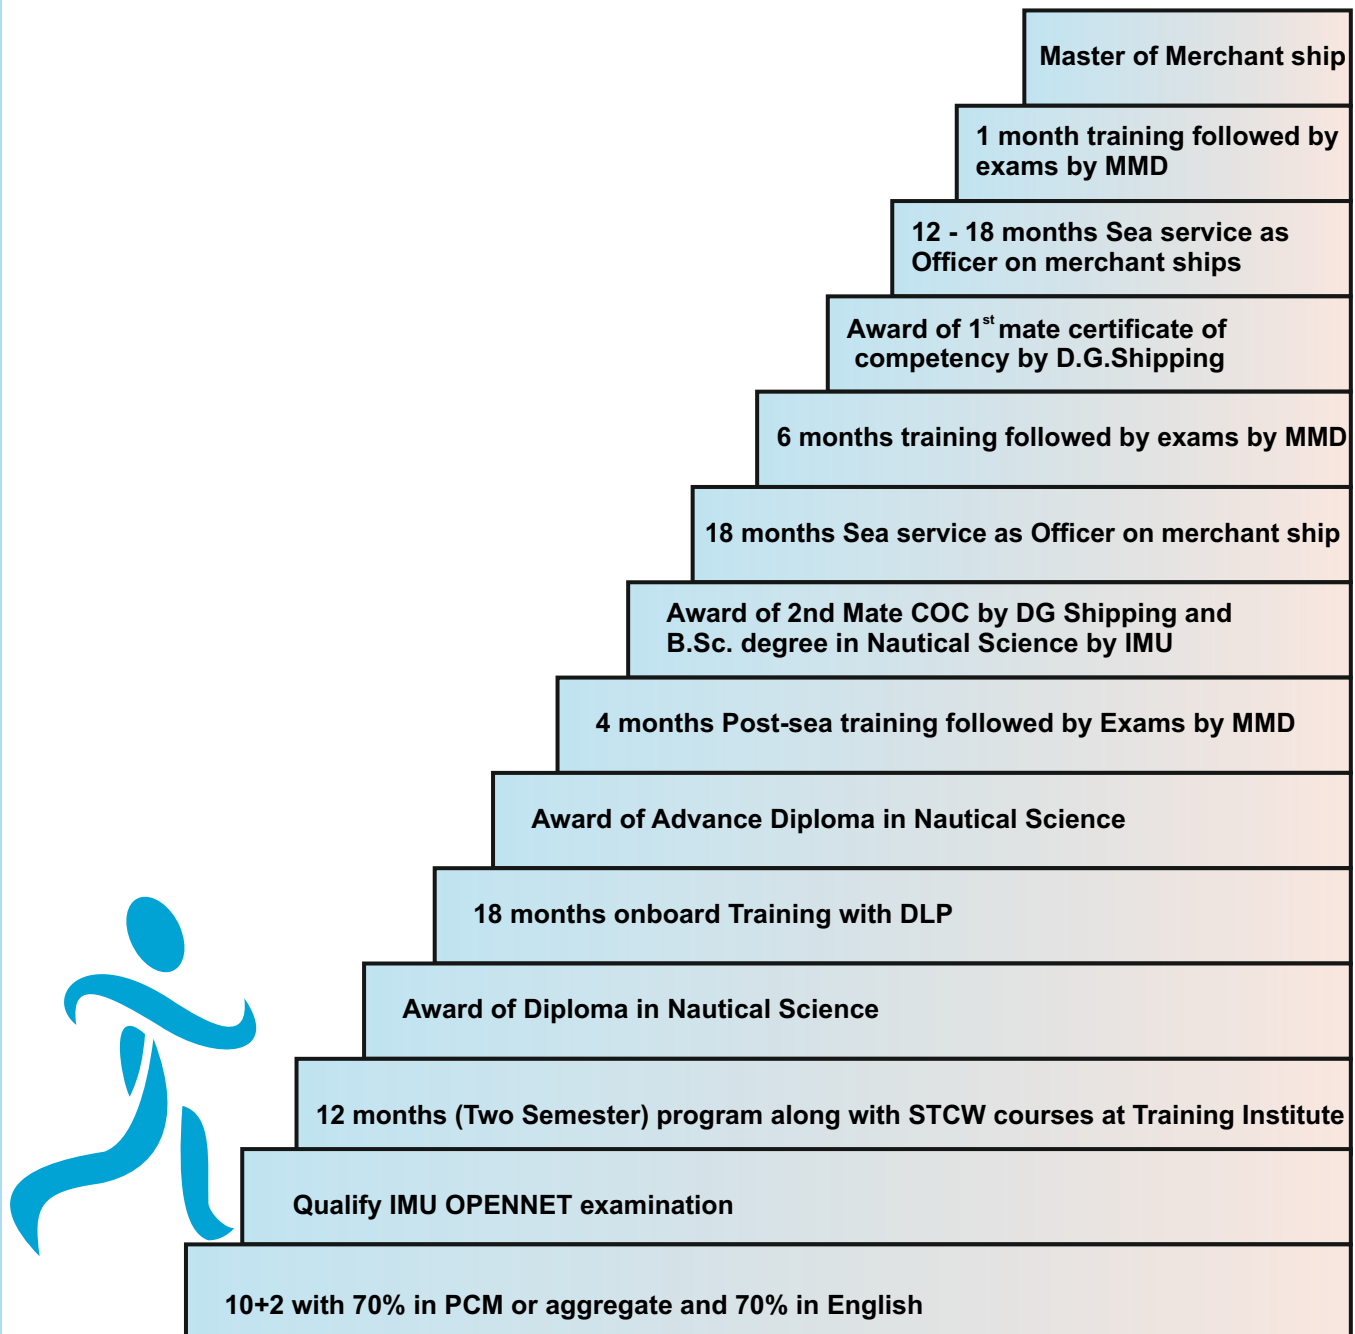 Master of Merchant ship
1 month training followed by
exams by MMD
12 - 18 months Sea service as
Officer on merchant ships
Award of 1st mate certificate of
competency by D.G.Shipping
6 months training followed by exams by MMD
18 months Sea service as Officer on merchant ship
Award of 2nd Mate COC by DG Shipping and
B.Sc. degree in Nautical Science by IMU
4 months Post-sea training followed by Exams by MMD
Award of Advance Diploma in Nautical Science
18 months onboard Training with DLP
Award of Diploma in Nautical Science
12 months (Two Semester) program along with STCW courses at Training Institute
Qualify IMU OPENNET examination
10+2 with 70% in PCM or aggregate and 70% in English